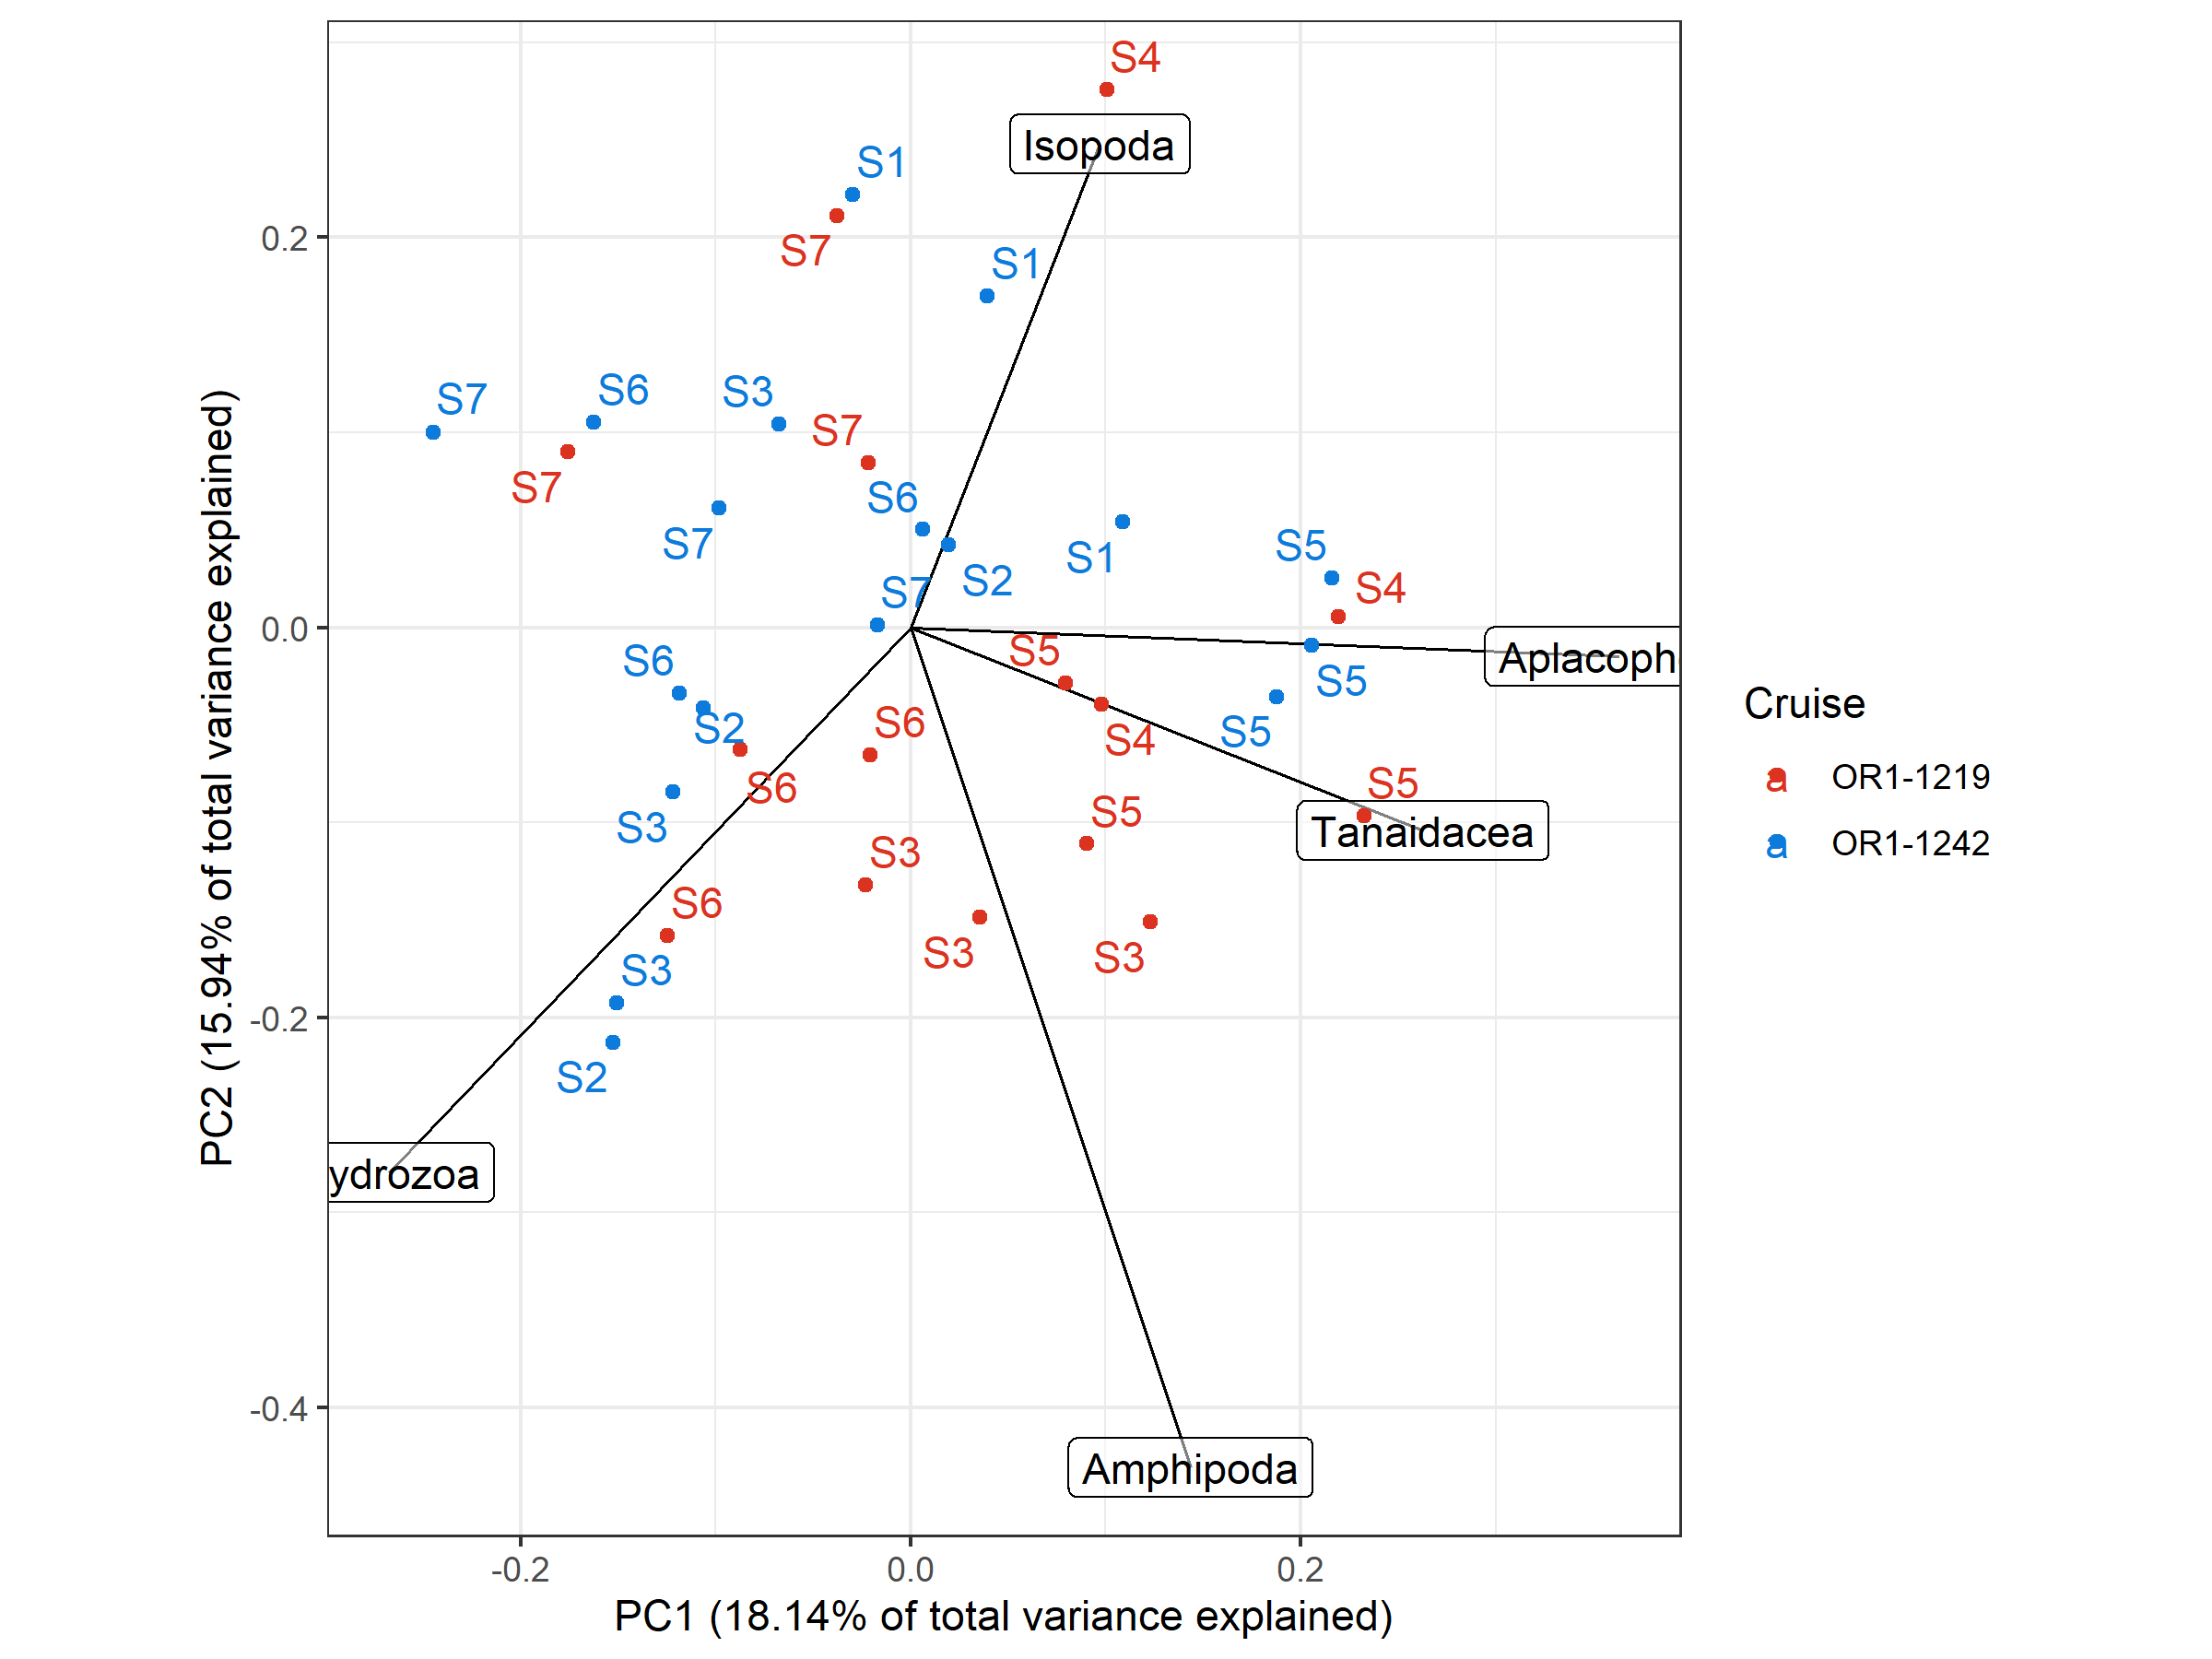 S4
Isopoda
S1
S7
0.2
S1
S7
S6
S3
S7
S7
S6
S7
S1
S5
S2
S4
S7
0.0
S5
Aplacoph
S6
S5
S6
S5
S2
S4
S5
S6
S5
Tanaidacea
S3
S3
S6
S3
S3
S3
-0.2
S2
ydrozoa
-0.4
Amphipoda
-0.2
0.0
0.2
PC1 (18.14% of total variance explained)
PC2 (15.94% of total variance explained)
Cruise
a OR1-1219
a OR1-1242